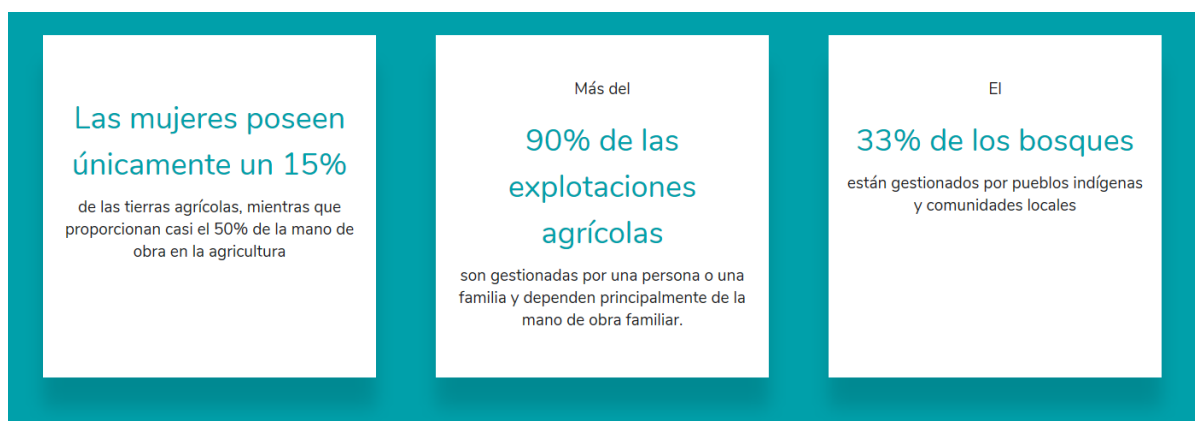 Las mujeres poseen
únicamente un 15%
de las tierras agrícolas, mientras que
proporcionan casi el 50% de la mano de
obra en la agricultura
Más del
90% de las
explotaciones
agrícolas
son gestionadas por una persona o una
familia y dependen principalmente de la
mano de obra familiar.
El
33% de los bosques
están gestionados por pueblos indígenas
y comunidades locales